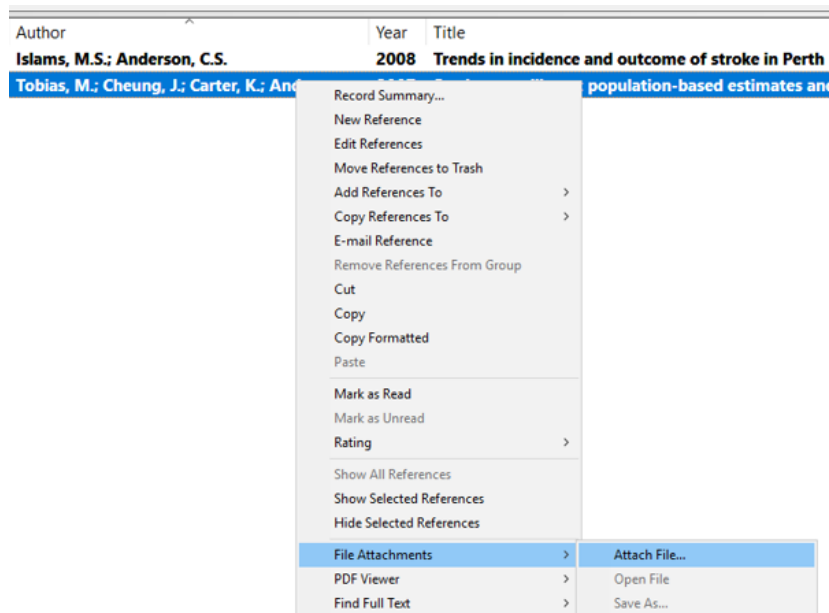 Author Year Title
Islams, M.S.; Anderson, C.S. 2008 Trends in incidence and outcome of stroke in Perth
Tobias, M.; Cheung, J.; Carter, K.; population-based estimates
Record Summary...
New Reference
Edit References
Move References to Trash
Add References To
Copy References To
E-mail Reference
Remove References From Group
Cut
Copy
Copy Formatted
Paste
Mark as Read
Mark as Unread
Rating
Show All References
Show Selected References
Hide Selected References
File Attachments Attach File...
PDF Viewer Open File
Find Full Text Save As...